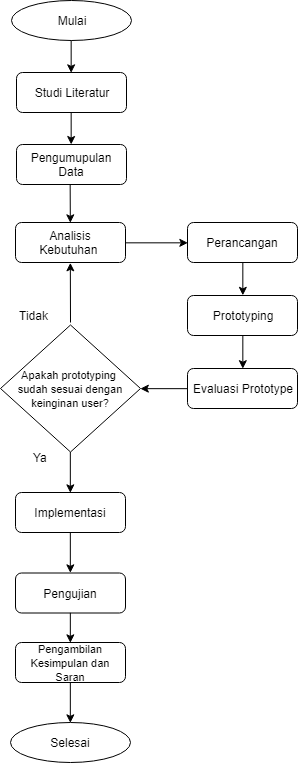 Mulai
Studi Literatur
Pengumupulan
Data
Analisis
Kebutuhan
Perancangan
Prototyping
Evaluasi Prototype
Tidak
Apakah prototyping
sudah sesuai dengan
keinginan user?
Ya
Implementasi
Pengujian
Pengambilan
Kesimpulan dan
Saran
Selesai